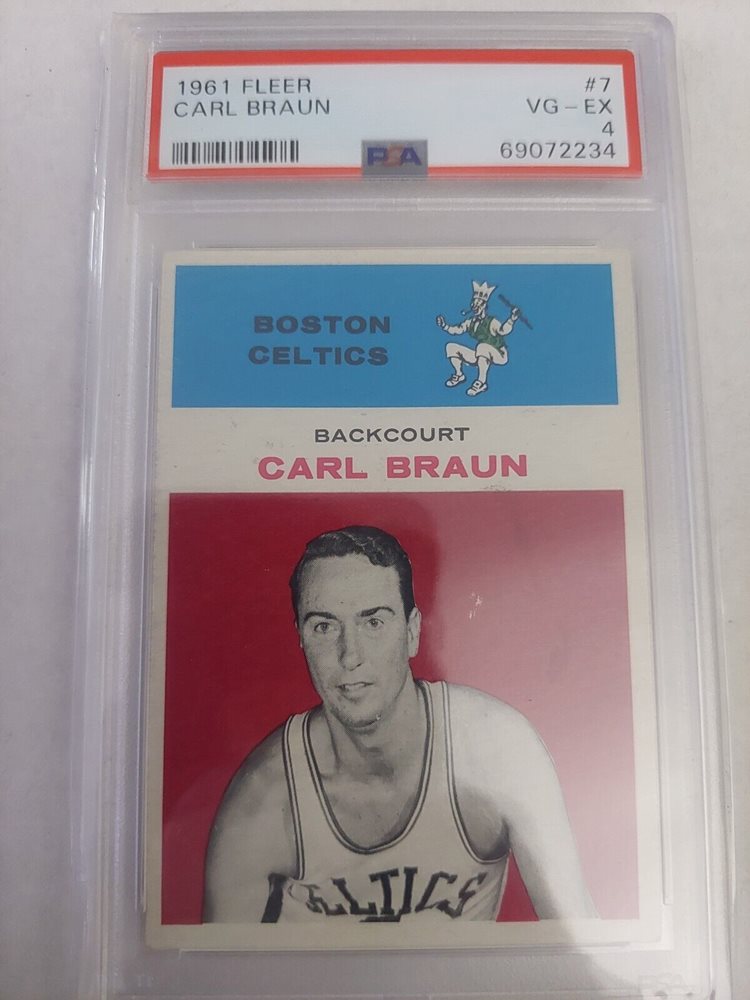 1961 FLEER #7
CARL BRAUN VG - EX
4
PSA 69072234
BOSTON
CELTICS
BACKCOURT
CARL BRAUN
CELTICS